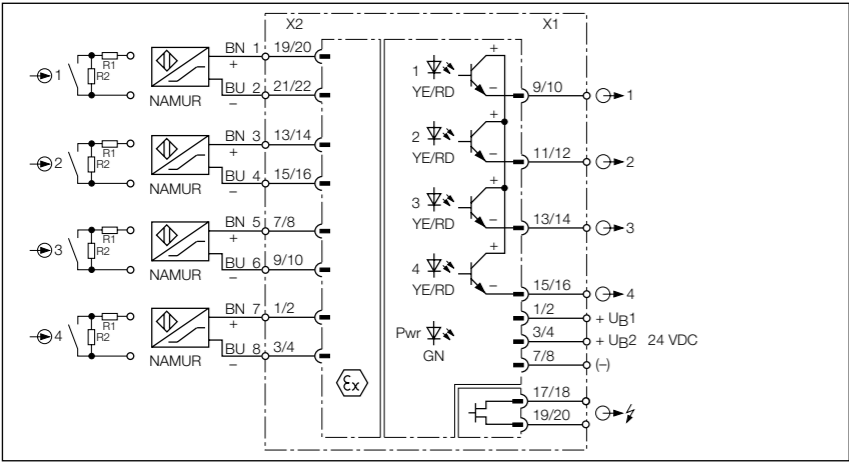 X2 X1
BN 1 19/20
+
1 R1 R2
BU 2 21/22
–
NAMUR
BN 3 13/14
+
2 R1 R2
BU 4 15/16
–
NAMUR
BN 5 7/8
+
3 R1 R2
BU 6 9/10
–
NAMUR
BN 7 1/2
+
4 R1 R2
BU 8 3/4
–
NAMUR
Ex
+
1
YE/RD
– 9/10 1
+
2
YE/RD
– 11/12 2
+
3
YE/RD
– 13/14 3
+
4
YE/RD
– 15/16 4
1/2 + UB1
Pwr 3/4 + UB2 24 VDC
GN
7/8 (–)
17/18
19/20